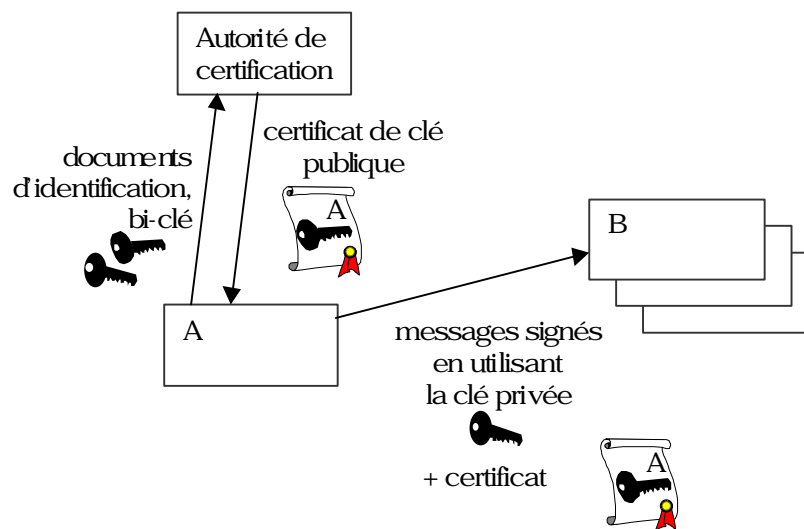 Autorité de
certification
certificat de clé
publique
documents
d'identification,
bi-clé
A
B
A
messages signés
en utilisant
la clé privée
+ certificat
A